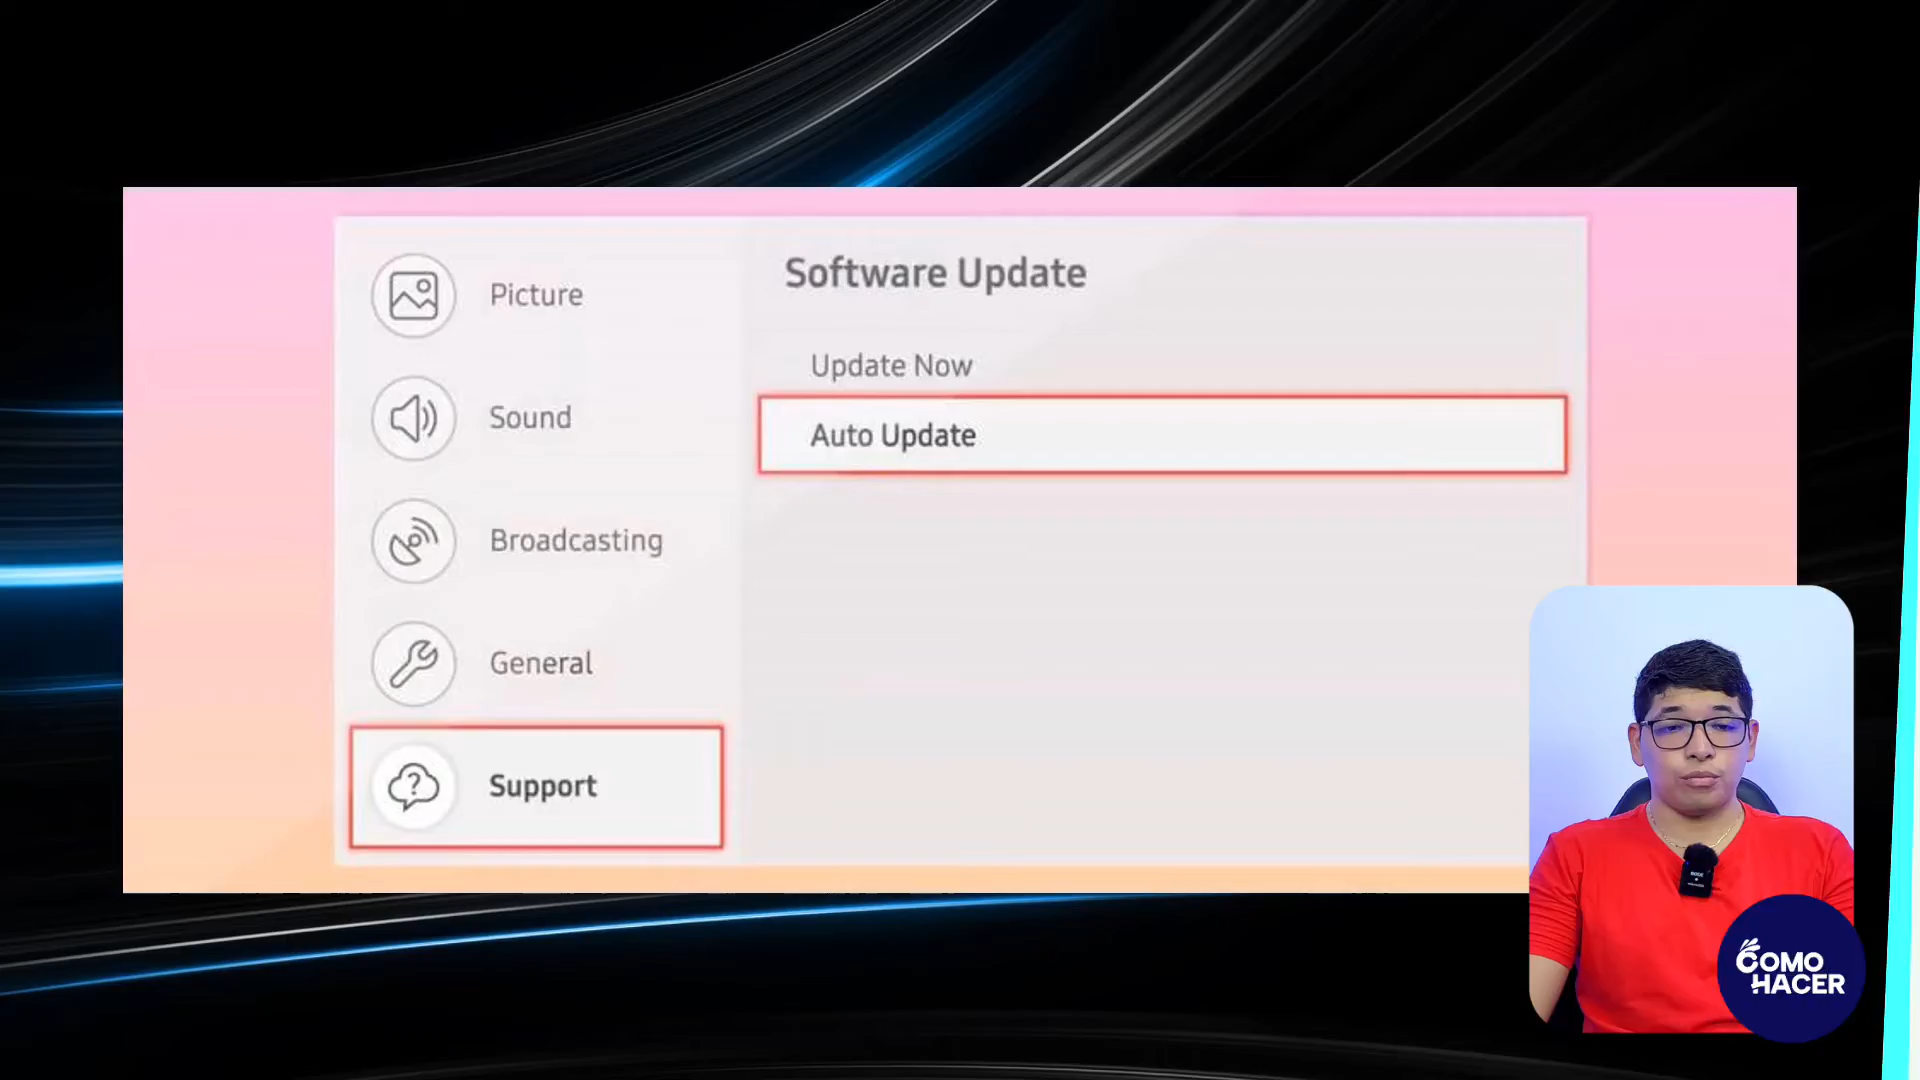 Picture
Sound
Broadcasting
General
Support
Software Update
Update Now
Auto Update
COMO
HACER